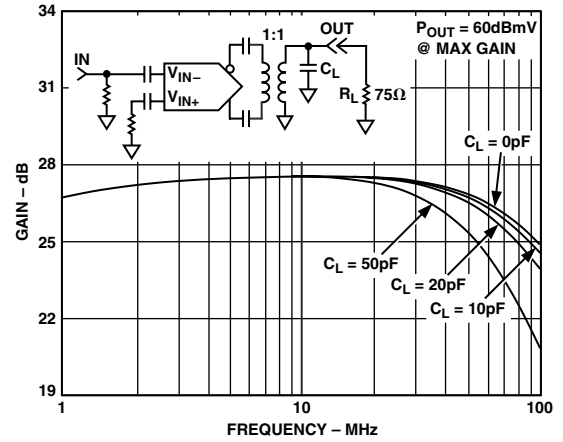 34
31
28
25
22
19
GAIN – dB
1
10
100
FREQUENCY – MHz
IN
V_IN–
V_IN+
1:1
OUT
C_L
R_L
75Ω
P_OUT = 60dBmV
@ MAX GAIN
C_L = 0pF
C_L = 50pF
C_L = 20pF
C_L = 10pF